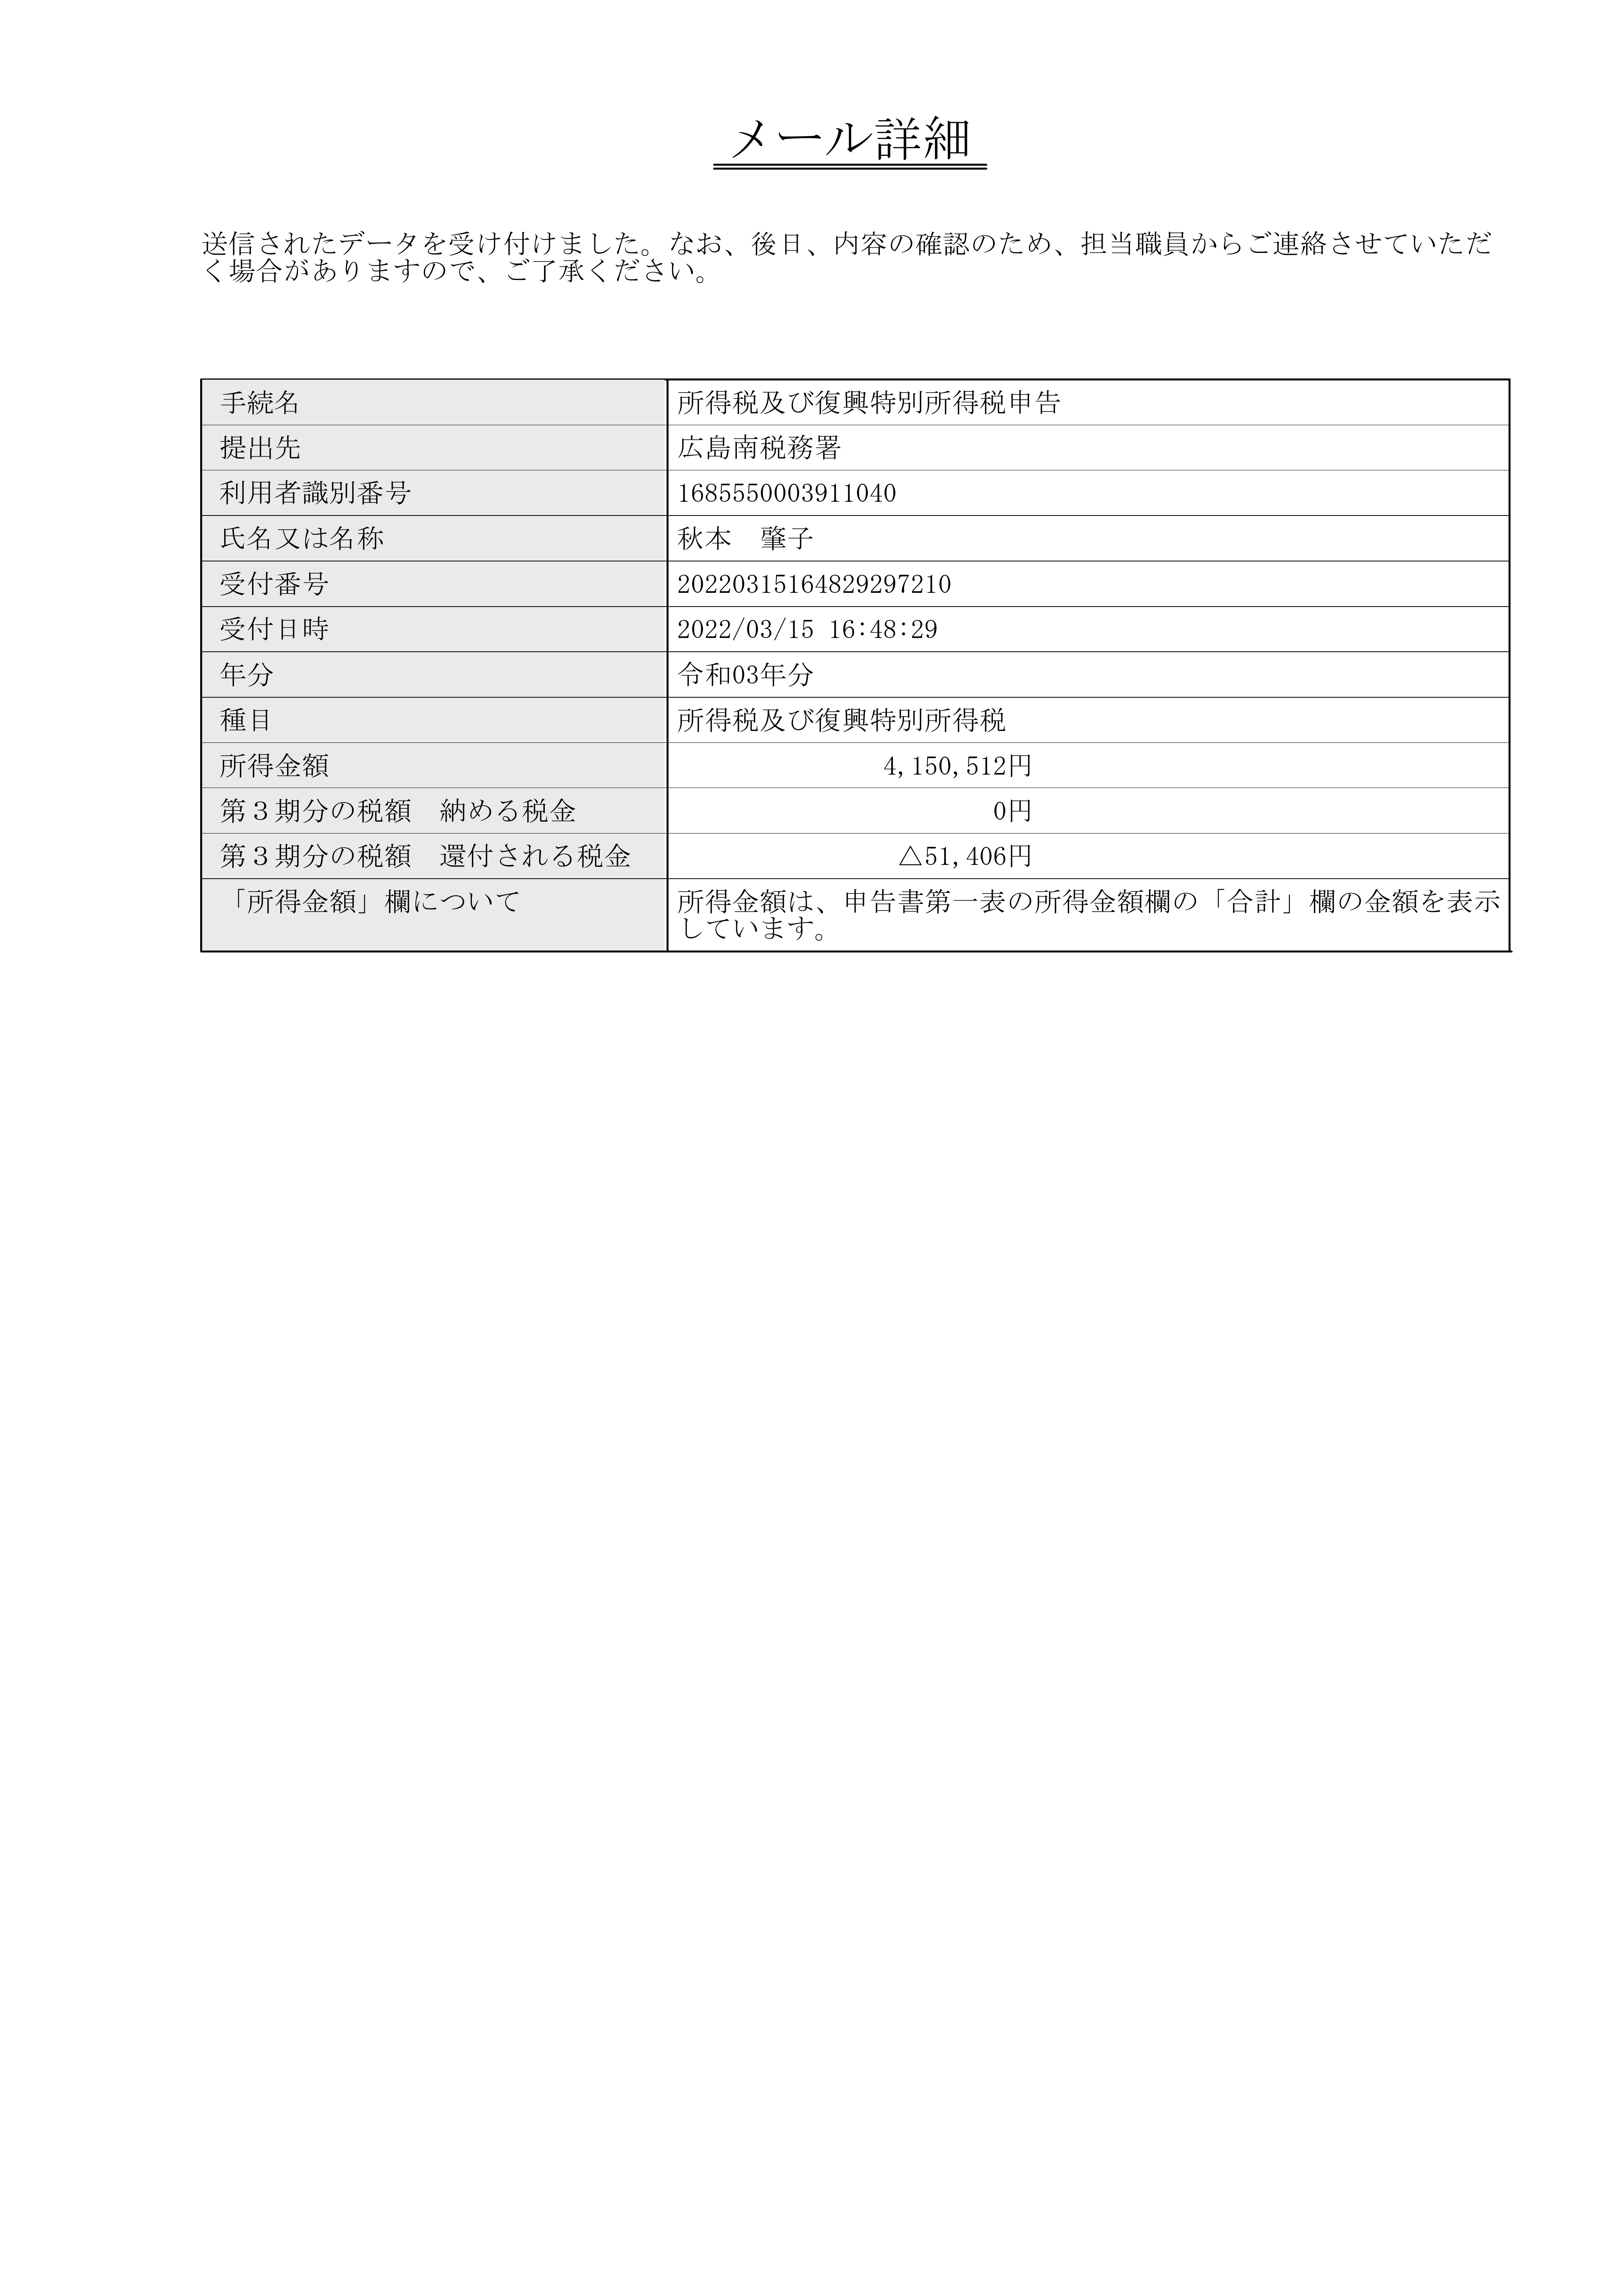 メール詳細
送信されたデータを受け付けました。なお、後日、内容の確認のため、担当職員からご連絡させていただ
く場合がありますので、ご了承ください。
手続名 所得税及び復興特別所得税申告
提出先 広島南税務署
利用者識別番号 1685550003911040
氏名又は名称 秋本　肇子
受付番号 20220315164829297210
受付日時 2022/03/15 16:48:29
年分 令和03年分
種目 所得税及び復興特別所得税
所得金額 4,150,512円
第３期分の税額　納める税金 0円
第３期分の税額　還付される税金 △51,406円
「所得金額」欄について 所得金額は、申告書第一表の所得金額欄の「合計」欄の金額を表示
しています。